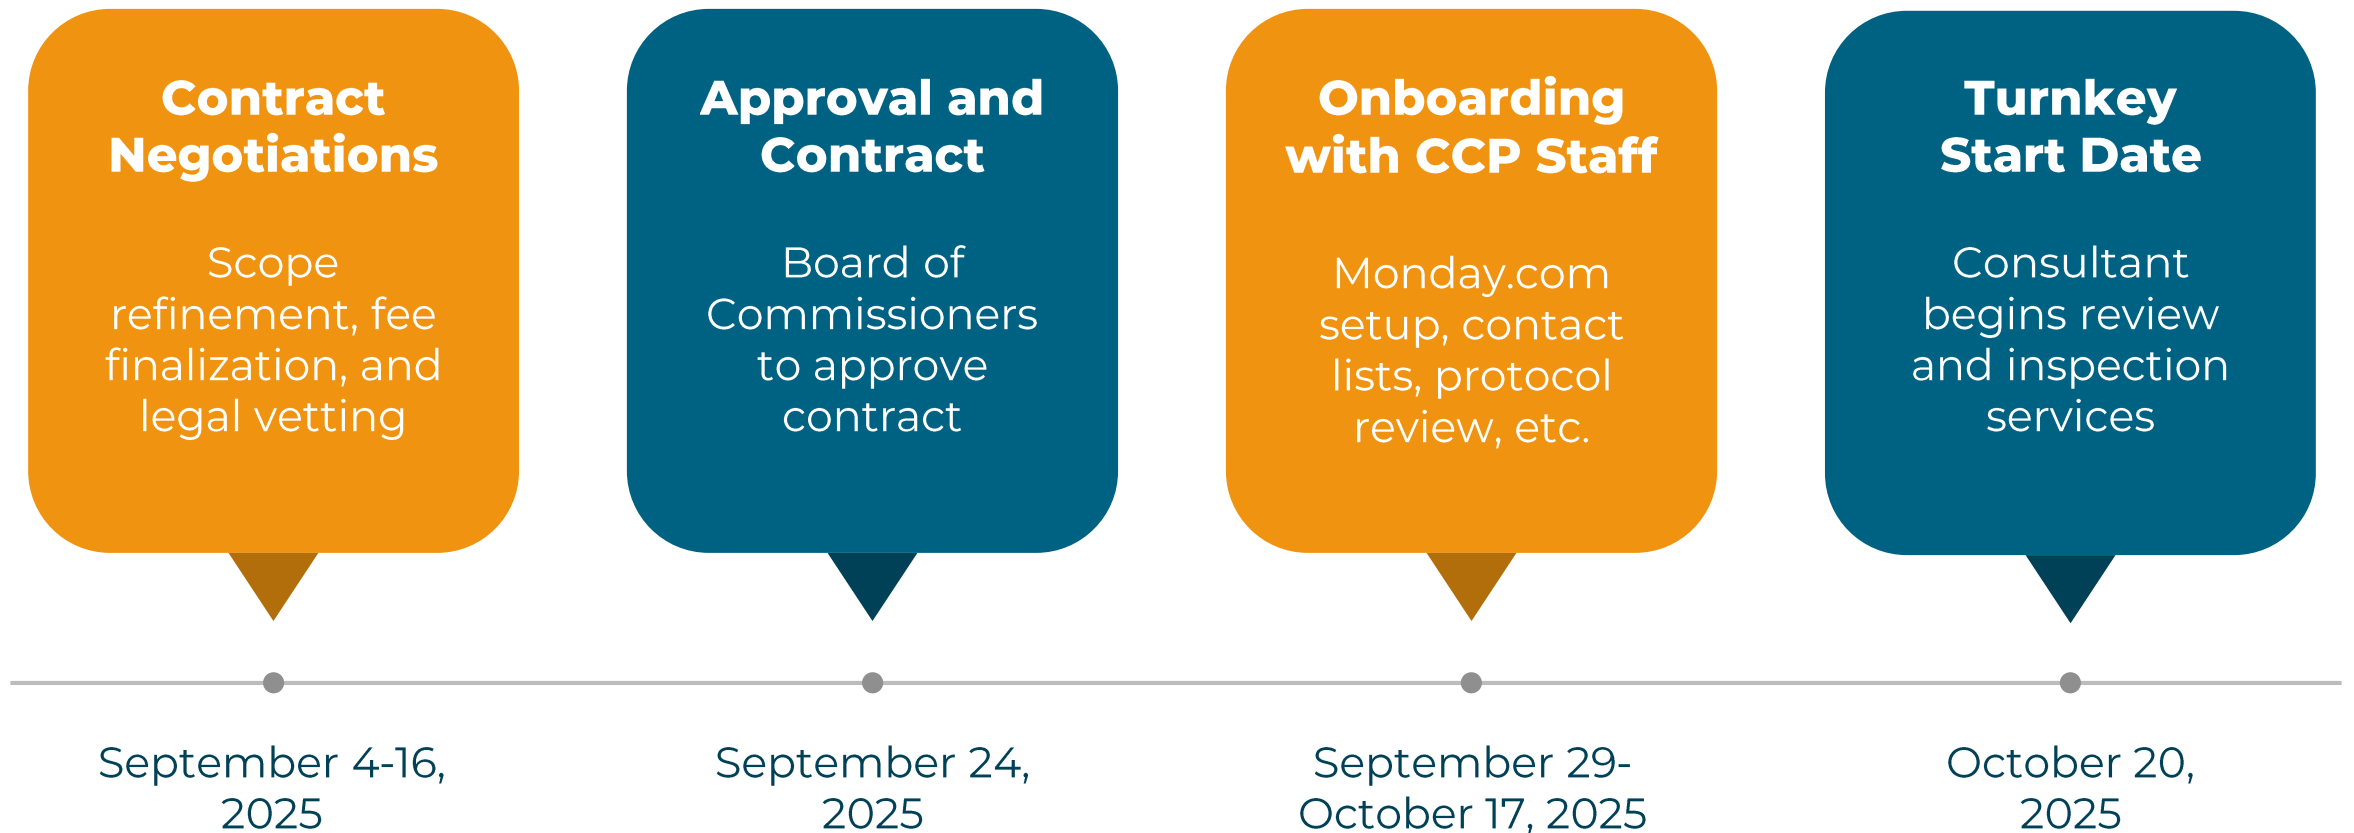 Contract
Negotiations
Scope
refinement, fee
finalization, and
legal vetting
Approval and
Contract
Board of
Commissioners
to approve
contract
Onboarding
with CCP Staff
Monday.com
setup, contact
lists, protocol
review, etc.
Turnkey
Start Date
Consultant
begins review
and inspection
services
September 4-16,
2025
September 24,
2025
September 29-
October 17, 2025
October 20,
2025